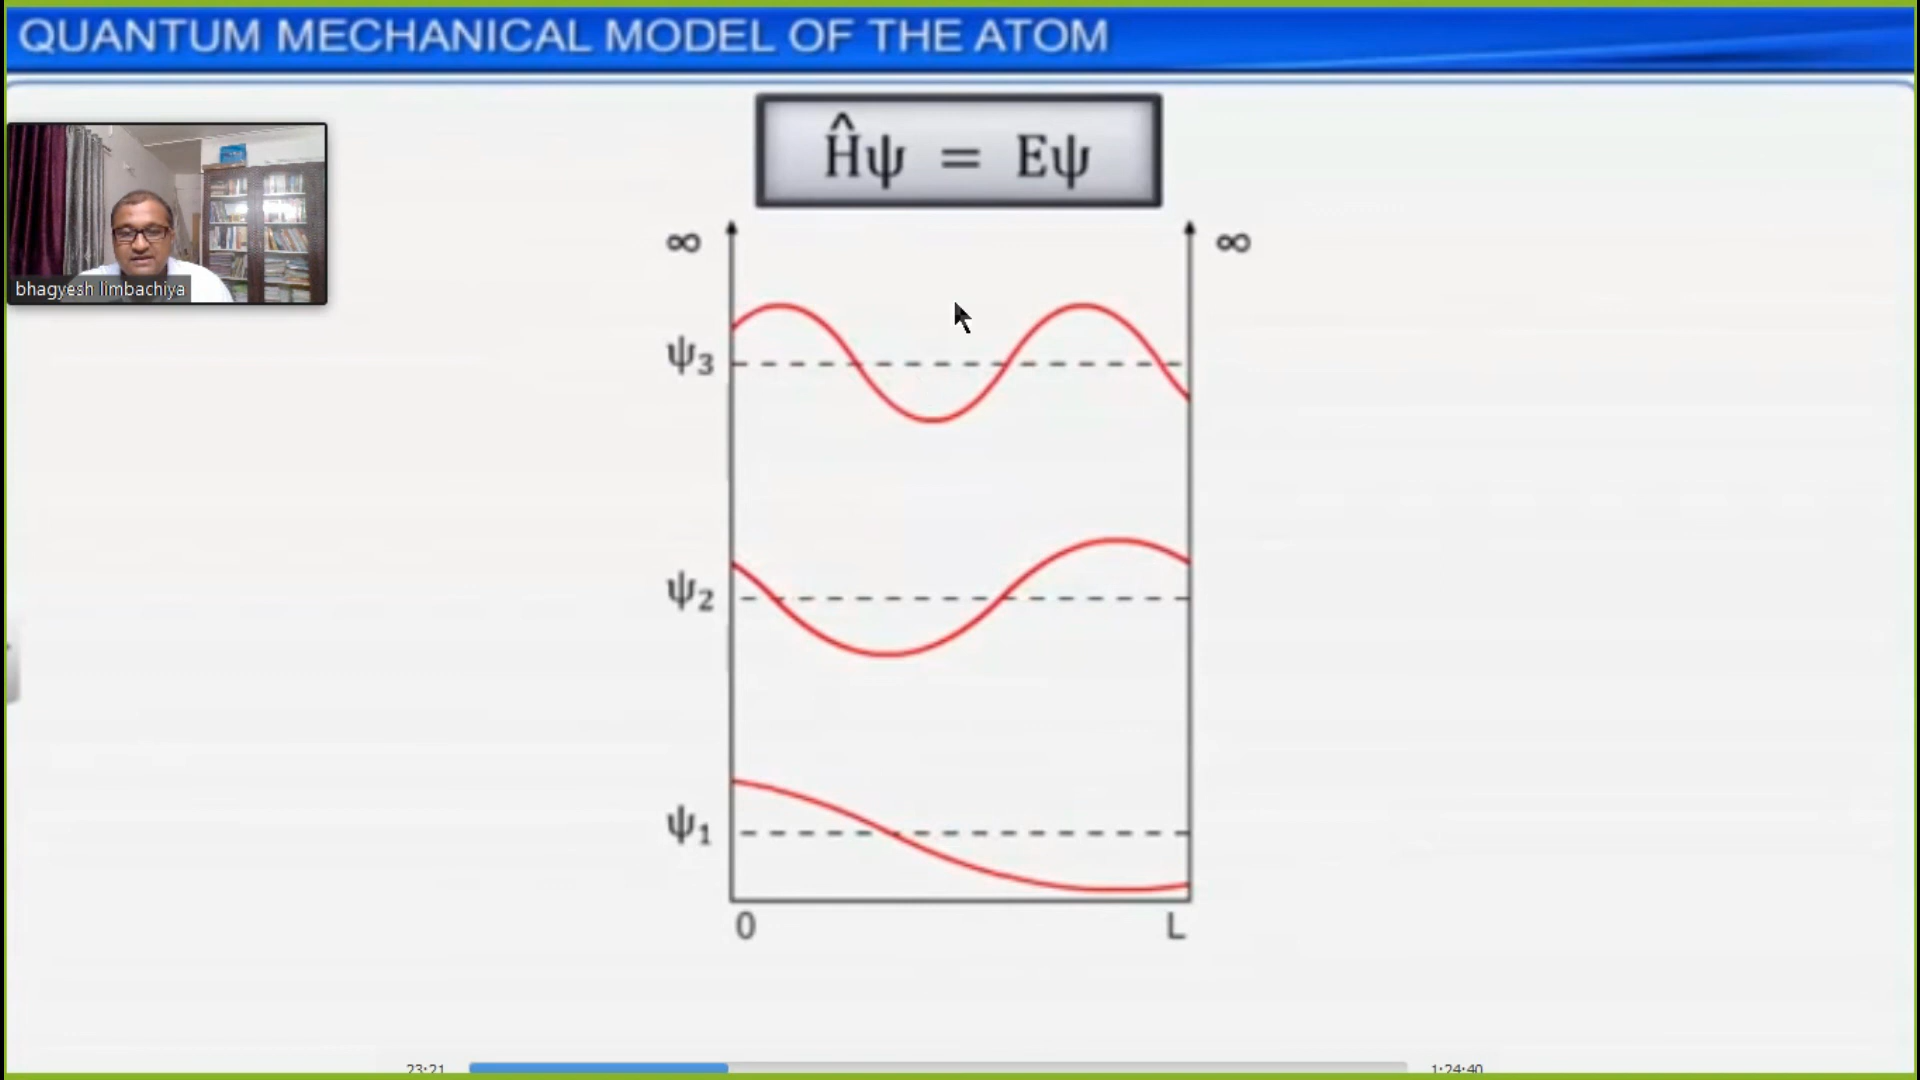 QUANTUM MECHANICAL MODEL OF THE ATOM
Ĥψ = Eψ
bhagyesh limbachiya
∞ ∞
ψ3
ψ2
ψ1
0 L
23:21 1:24:40